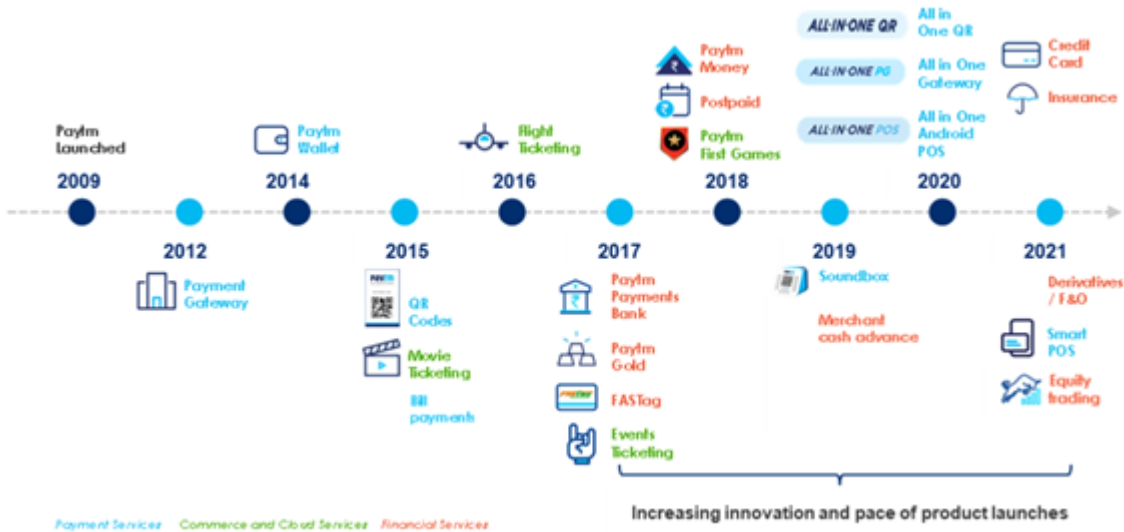 ALL-IN-ONE QR
All in
One QR
Paytm
Money
ALL-IN-ONE PG
All in One
Gateway
Credit
Card
Postpaid
Insurance
Paytm
Launched
Paytm
Wallet
Flight
Ticketing
Paytm
First Games
ALL-IN-ONE POS
All in One
Android
POS
2009
2014
2016
2018
2020
2012
2015
2017
2019
2021
Payment
Gateway
QR
Codes
Movie
Ticketing
Bill
payments
Paytm
Payments
Bank
Paytm
Gold
FASTag
Events
Ticketing
Soundbox
Merchant
cash advance
Derivatives
/ F&O
Smart
POS
Equity
trading
Increasing innovation and pace of product launches
Payment Services Commerce and Cloud Services Financial Services